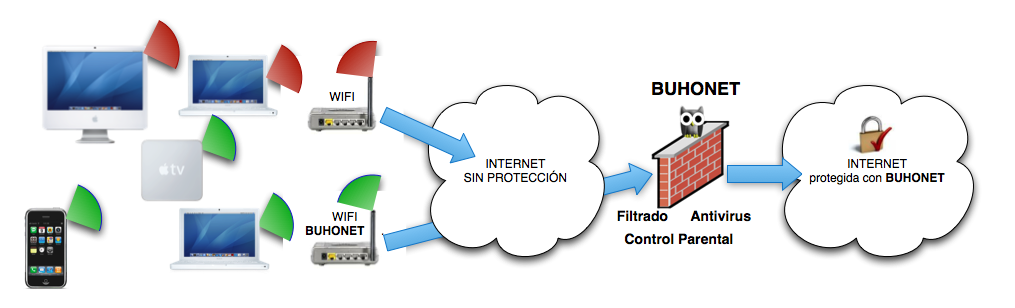 WIFI
WIFI
BUHONET
tv
INTERNET
SIN PROTECCIÓN
BUHONET
Filtrado Antivirus
Control Parental
INTERNET
protegida con BUHONET